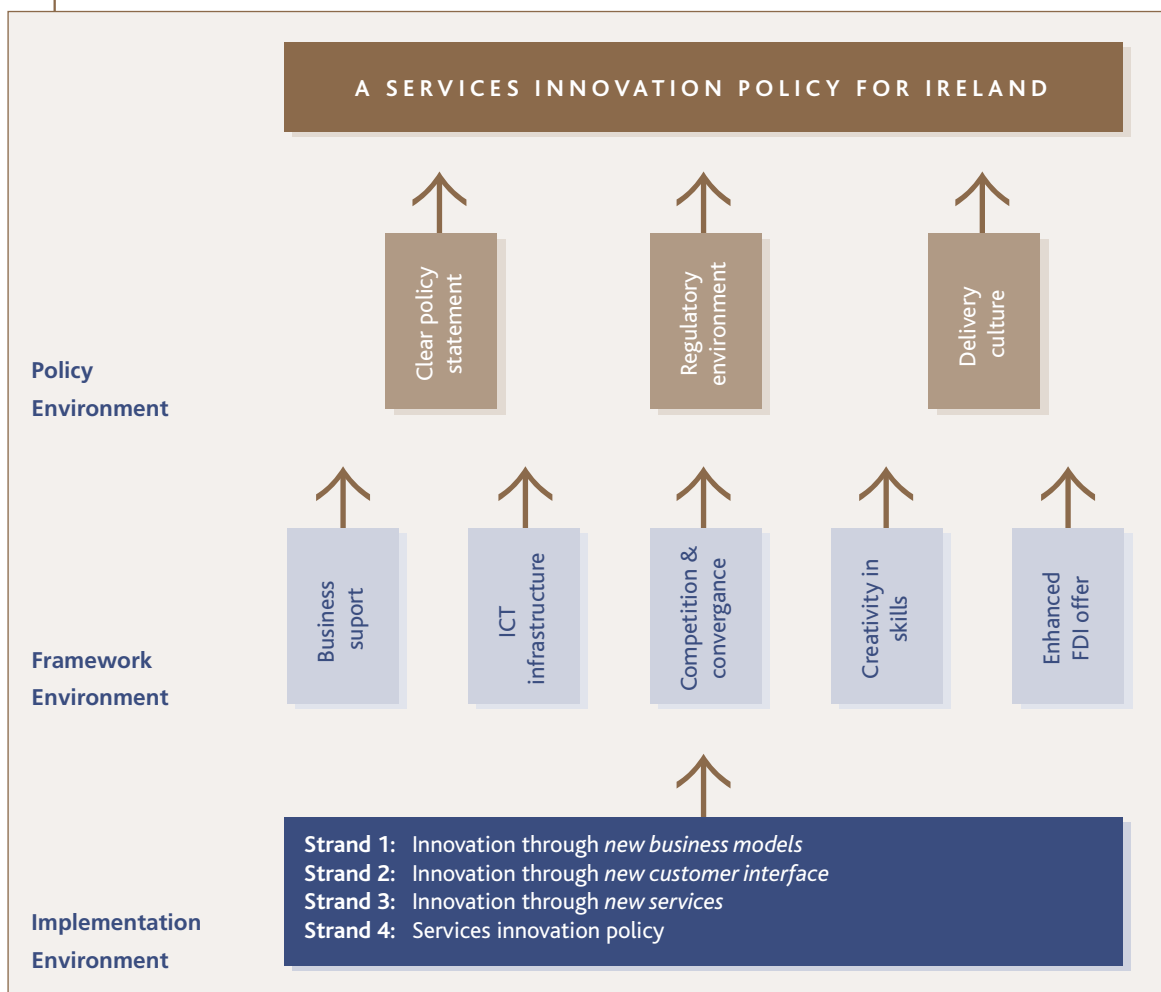 A SERVICES INNOVATION POLICY FOR IRELAND
Clear policy
statement
Regulatory
environment
Delivery
culture
Policy
Environment
Business
suport
ICT
infrastructure
Competition &
convergance
Creativity in
skills
Enhanced
FDI offer
Framework
Environment
Strand 1: Innovation through new business models
Strand 2: Innovation through new customer interface
Strand 3: Innovation through new services
Strand 4: Services innovation policy
Implementation
Environment